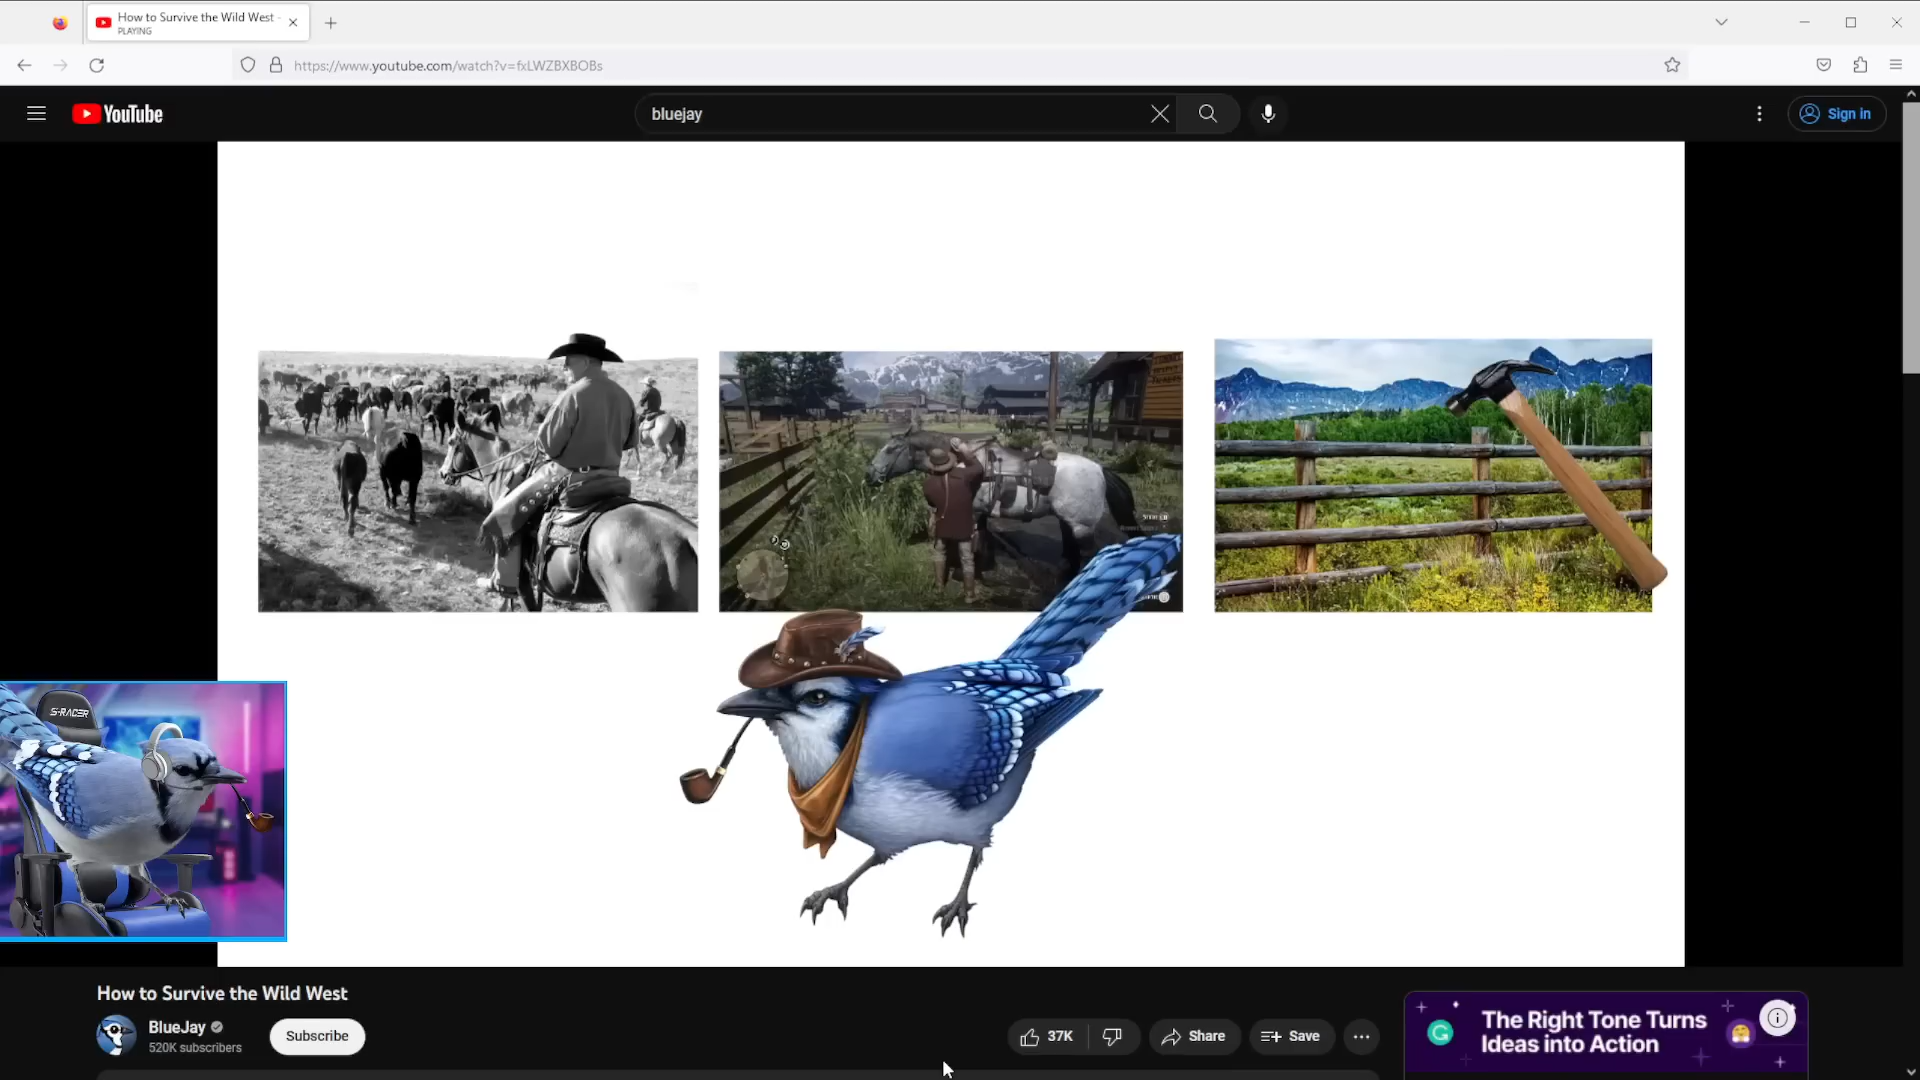 How to Survive the Wild West -
PLAYING
https://www.youtube.com/watch?v=fxLWZBXBOBs
YouTube
bluejay
Sign in
S-RACER
How to Survive the Wild West
BlueJay
520K subscribers
Subscribe
37K
Share
Save
The Right Tone Turns
Ideas into Action